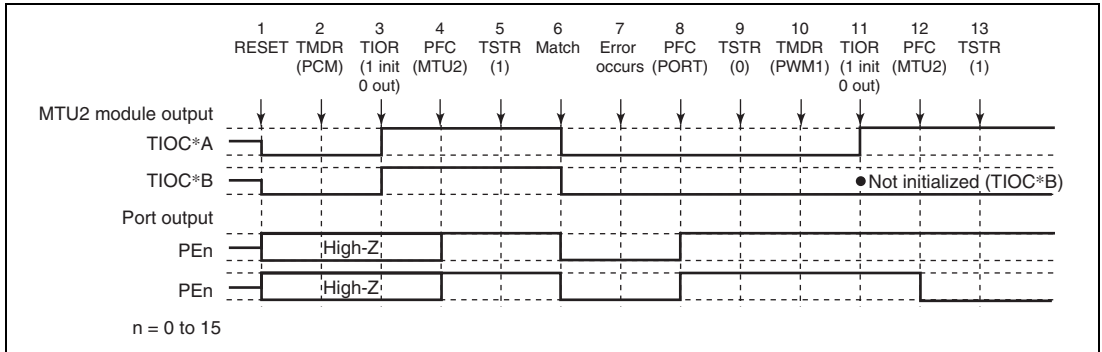 1 2 3 4 5 6 7 8 9 10 11 12 13
RESET TMDR TIOR PFC TSTR Match Error PFC TSTR TMDR TIOR PFC TSTR
(PCM) (1 init (MTU2) (1) occurs (PORT) (0) (PWM1) (1 init (MTU2) (1)
0 out) 0 out)
MTU2 module output
TIOC*A
TIOC*B
●Not initialized (TIOC*B)
Port output
PEn
High-Z
PEn
High-Z
n = 0 to 15